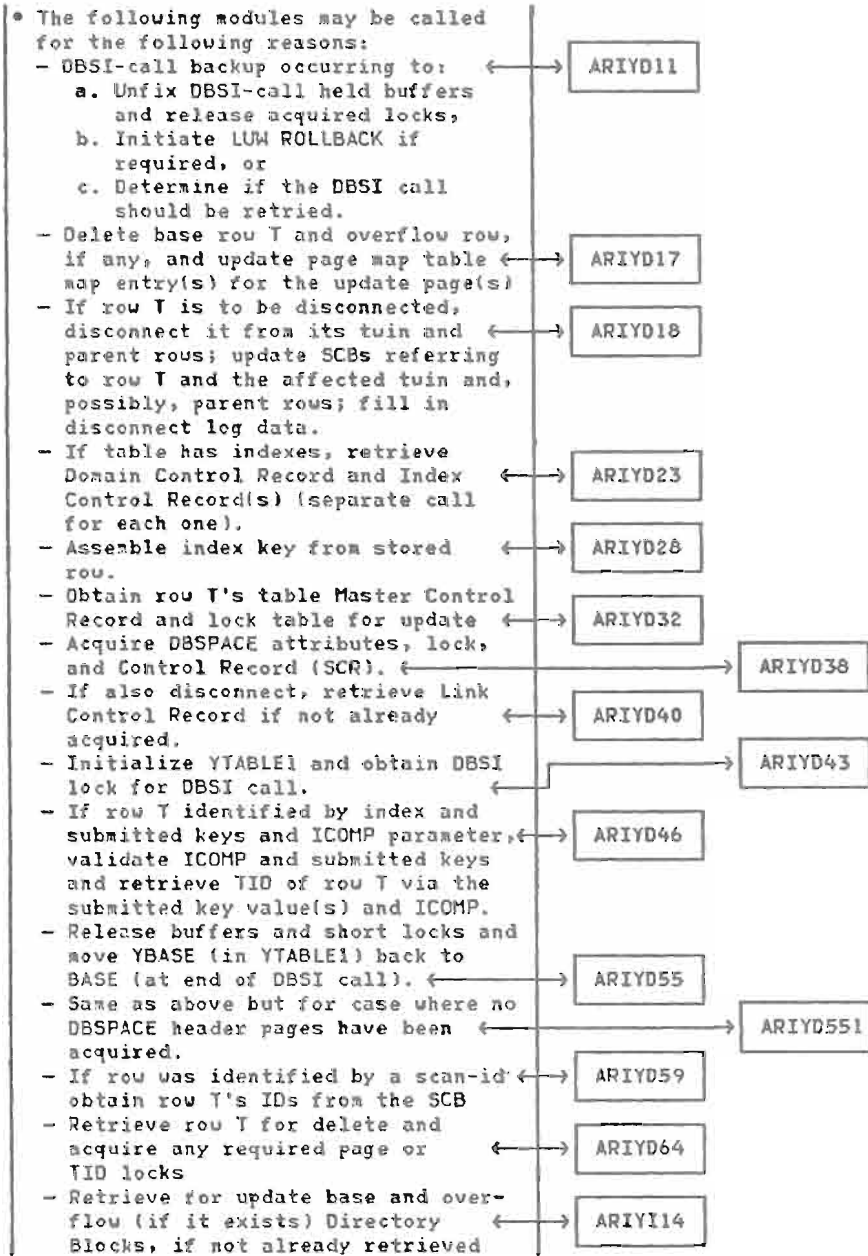 • The following modules may be called
for the following reasons:
– DBSI-call backup occurring to: ARIYD11
a. Unfix DBSI-call held buffers
and release acquired locks,
b. Initiate LUW ROLLBACK if
required, or
c. Determine if the DBSI call
should be retried.
– Delete base row T and overflow row,
if any, and update page map table ARIYD17
map entry(s) for the update page(s)
– If row T is to be disconnected,
disconnect it from its twin and ARIYD18
parent rows; update SCBs referring
to row T and the affected twin and,
possibly, parent rows; fill in
disconnect log data.
– If table has indexes, retrieve
Domain Control Record and Index ARIYD23
Control Record(s) (separate call
for each one).
– Assemble index key from stored ARIYD28
row.
– Obtain row T's table Master Control
Record and lock table for update ARIYD32
– Acquire DBSPACE attributes, lock,
and Control Record (SCR). ARIYD38
– If also disconnect, retrieve Link
Control Record if not already ARIYD40
acquired.
– Initialize YTABLE1 and obtain DBSI ARIYD43
lock for DBSI call.
– If row T identified by index and
submitted keys and ICOMP parameter, ARIYD46
validate ICOMP and submitted keys
and retrieve TID of row T via the
submitted key value(s) and ICOMP.
– Release buffers and short locks and
move YBASE (in YTABLE1) back to
BASE (at end of DBSI call). ARIYD55
– Same as above but for case where no
DBSPACE header pages have been ARIYD551
acquired.
– If row was identified by a scan-id ARIYD59
obtain row T's IDs from the SCB
– Retrieve row T for delete and
acquire any required page or ARIYD64
TID locks
– Retrieve for update base and over-
flow (if it exists) Directory ARIYI14
Blocks, if not already retrieved